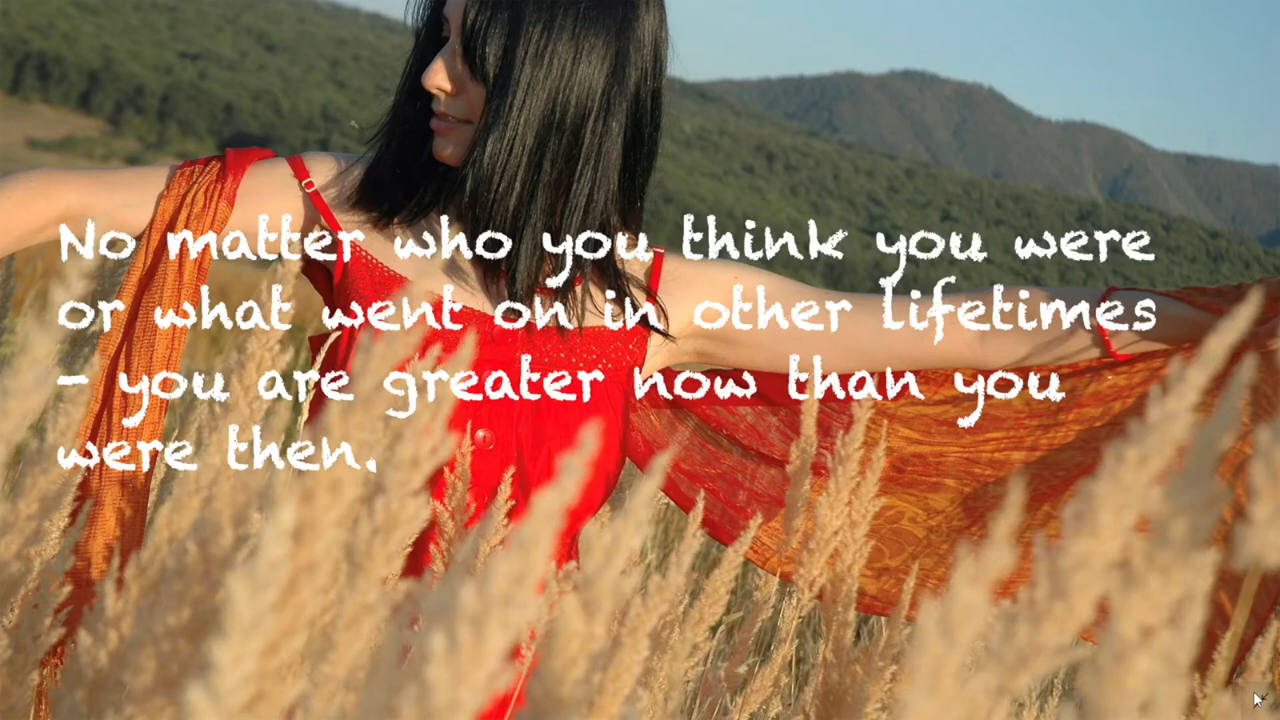 No matter who you think you were
or what went on in other lifetimes
- you are greater now than you
were then.